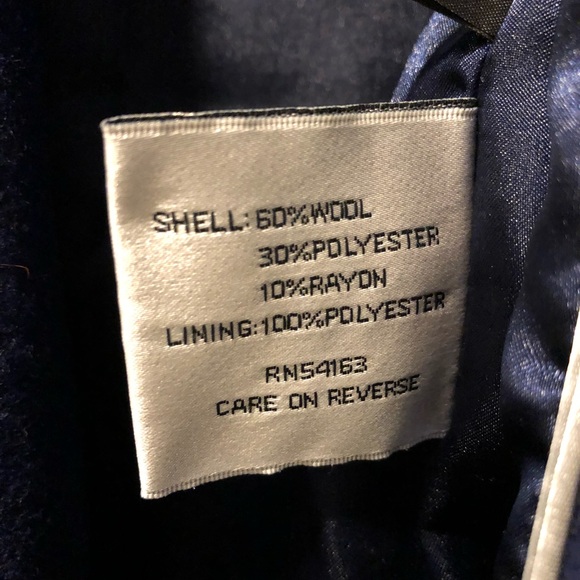 SHELL: 60%WOOL
30%POLYESTER
10%RAYON
LINING:100%POLYESTER
RN54163
CARE ON REVERSE